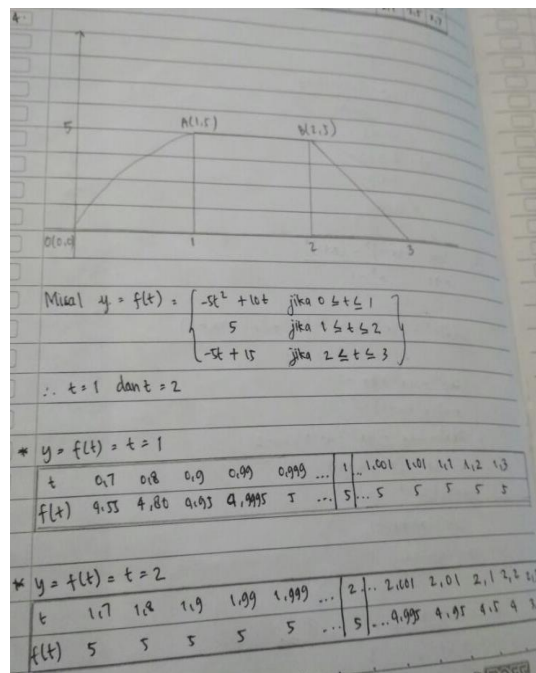 4.
5
A(1,5)
B(2,5)
O(0,0)
1
2
3
Misal y = f(t) = { -5t² + 10t jika 0 ≤ t ≤ 1
5 jika 1 ≤ t ≤ 2
-5t + 15 jika 2 ≤ t ≤ 3 }
∴ t = 1 dan t = 2
* y = f(t) = t = 1
t 0,7 0,8 0,9 0,99 0,999 ... 1 ... 1,001 1,01 1,1 1,2 1,3
f(t) 4.55 4,80 4,95 4,9995 5 ... 5 ... 5 5 5 5 5
* y = f(t) = t = 2
t 1,7 1,8 1,9 1,99 1,999 ... 2 ... 2,001 2,01 2,1 2,2
f(t) 5 5 5 5 5 ... 5 ... 4.995 4.95 4.5 4